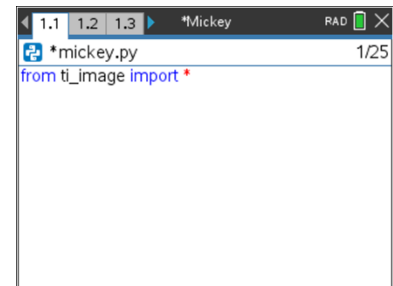 1.1 1.2 1.3 *Mickey RAD
*mickey.py 1/25
from ti_image import *